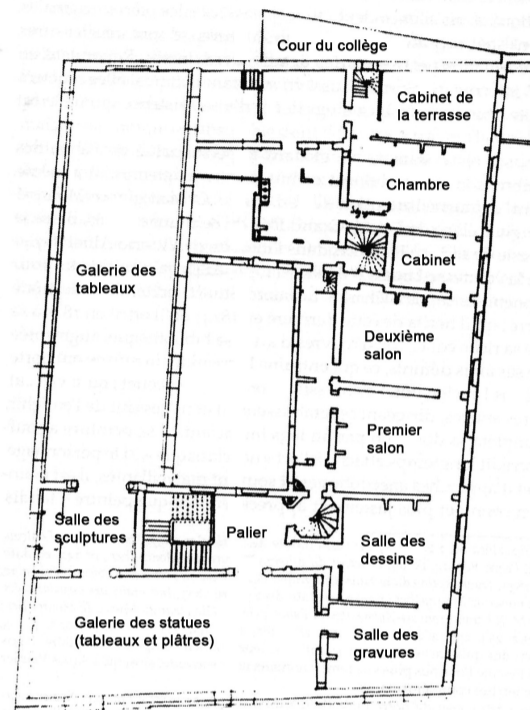 Cour du collège
Cabinet de
la terrasse
Chambre
Cabinet
Galerie des
tableaux
Deuxième
salon
Premier
salon
Salle des
sculptures
Palier
Salle des
dessins
Galerie des statues
(tableaux et plâtres)
Salle des
gravures